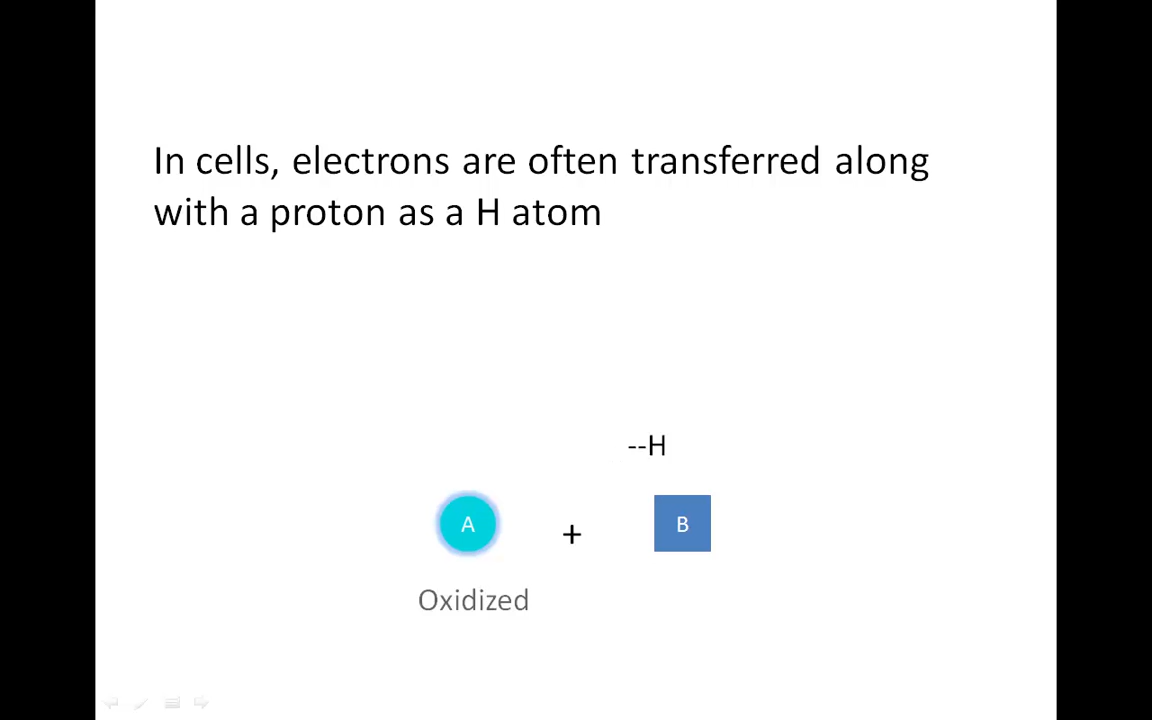 In cells, electrons are often transferred along
with a proton as a H atom
--H
A + B
Oxidized